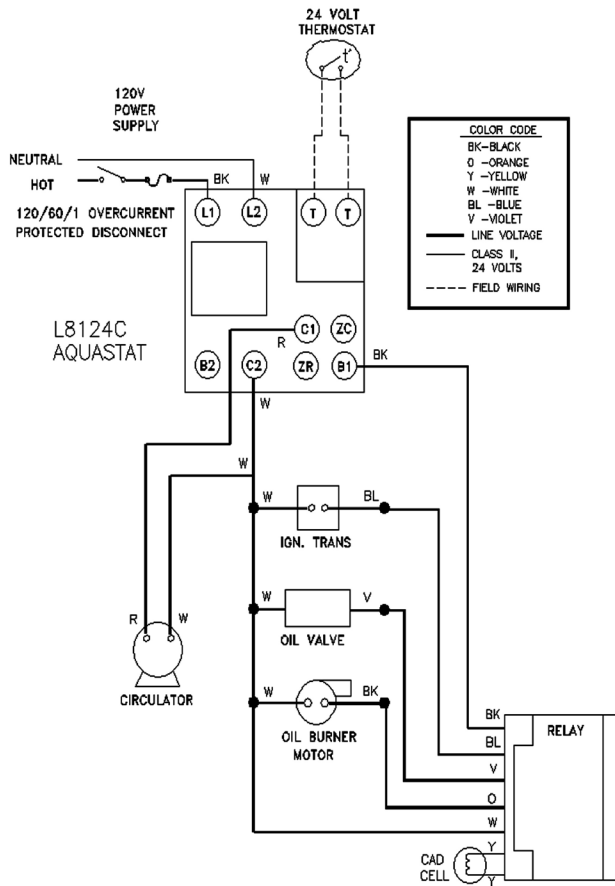 24 VOLT
THERMOSTAT
t°
120V
POWER
SUPPLY
NEUTRAL
HOT
BK
W
120/60/1 OVERCURRENT
PROTECTED DISCONNECT
L1
L2
T
T
COLOR CODE
BK-BLACK
O -ORANGE
Y -YELLOW
W -WHITE
BL -BLUE
V -VIOLET
LINE VOLTAGE
CLASS II,
24 VOLTS
FIELD WIRING
L8124C
AQUASTAT
C1
ZC
R
B2
C2
ZR
B1
BK
W
W
W
BL
IGN. TRANS
W
V
OIL VALVE
R
W
CIRCULATOR
W
BK
OIL BURNER
MOTOR
BK
RELAY
BL
V
O
W
Y
CAD
CELL
Y